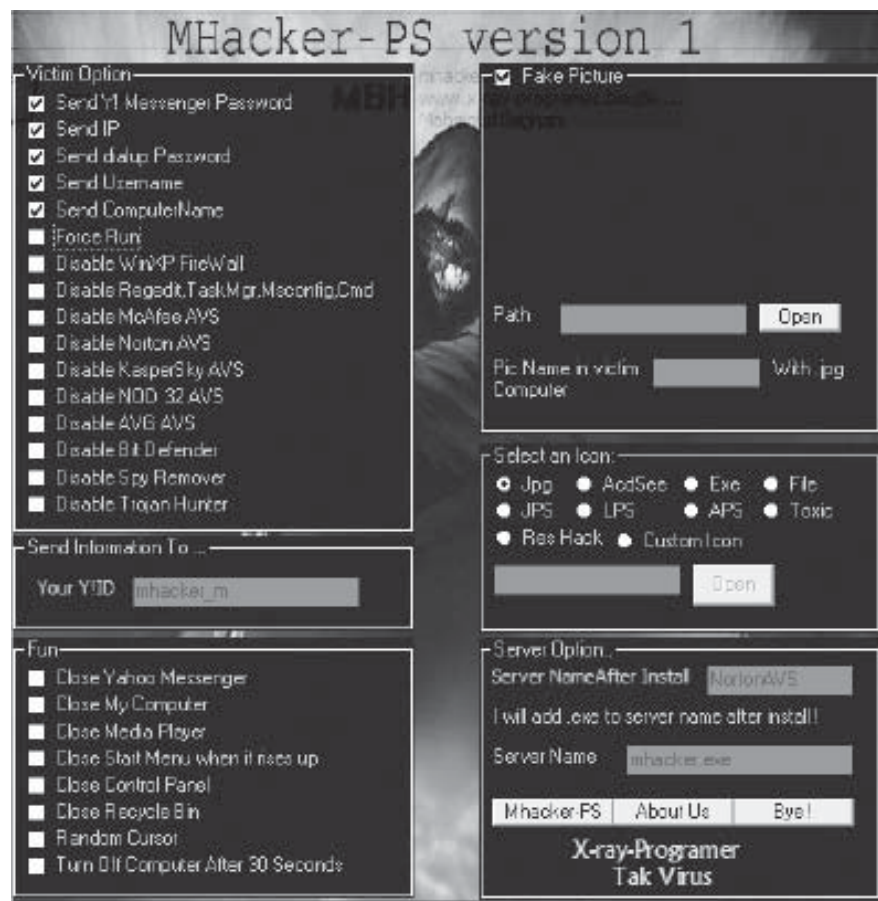 MHacker-PS version 1
Victim Option
Send Y! Messenger Password
Send IP
Send dialup Password
Send Username
Send ComputerName
Force Run
Disable WinXP FireWall
Disable Regedit,TaskMgr,Msconfig,Cmd
Disable McAfee AVS
Disable Norton AVS
Disable KasperSky AVS
Disable NOD 32 AVS
Disable AVG AVS
Disable Bit Defender
Disable Spy Remover
Disable Trojan Hunter
Send Information To ...
Your Y!ID mhacker_m
Fun
Close Yahoo Messenger
Close My Computer
Close Media Player
Close Start Menu when it rises up
Close Control Panel
Close Recycle Bin
Random Cursor
Turn Off Computer After 30 Seconds
Fake Picture
MBH
Path Open
Pic Name in victim Computer With .jpg
Select an Icon:
Jpg AcdSee Exe File
JPS LPS APS Toxic
Res Hack Custom Icon
Open
Server Option..
Server NameAfter Install NortonAVS
I will add .exe to server name after install!
Server Name mhacker.exe
Mhacker-PS About Us Bye!
X-ray-Programer
Tak Virus